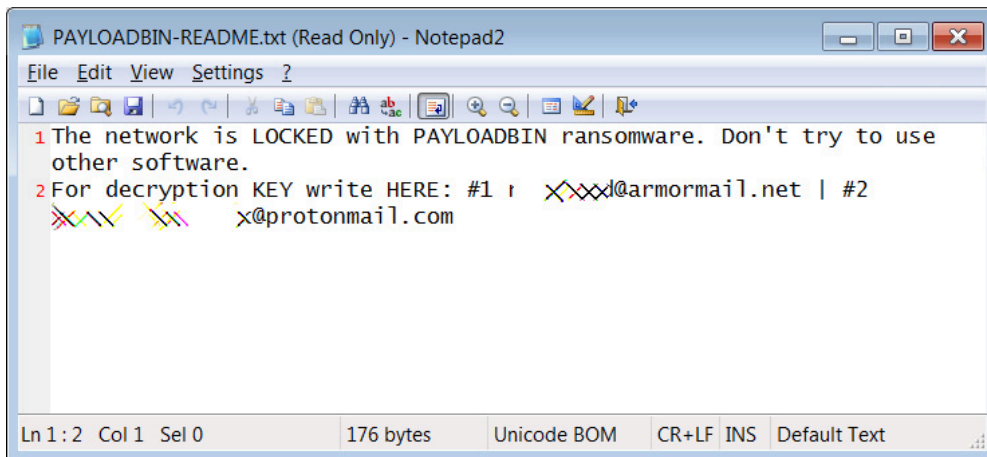 PAYLOADBIN-README.txt (Read Only) - Notepad2
File Edit View Settings ?
1 The network is LOCKED with PAYLOADBIN ransomware. Don't try to use
other software.
2 For decryption KEY write HERE: #1 @armormail.net | #2
@protonmail.com
Ln 1 : 2 Col 1 Sel 0 176 bytes Unicode BOM CR+LF INS Default Text